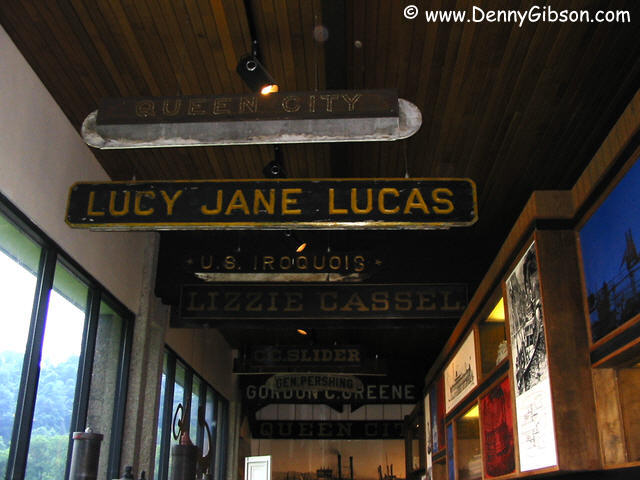 © www.DennyGibson.com
QUEEN CITY
LUCY JANE LUCAS
U.S. IROQUOIS
LIZZIE CASSEL
C.C. SLIDER
GEN. PERSHING
GORDON C. GREENE
QUEEN CITY